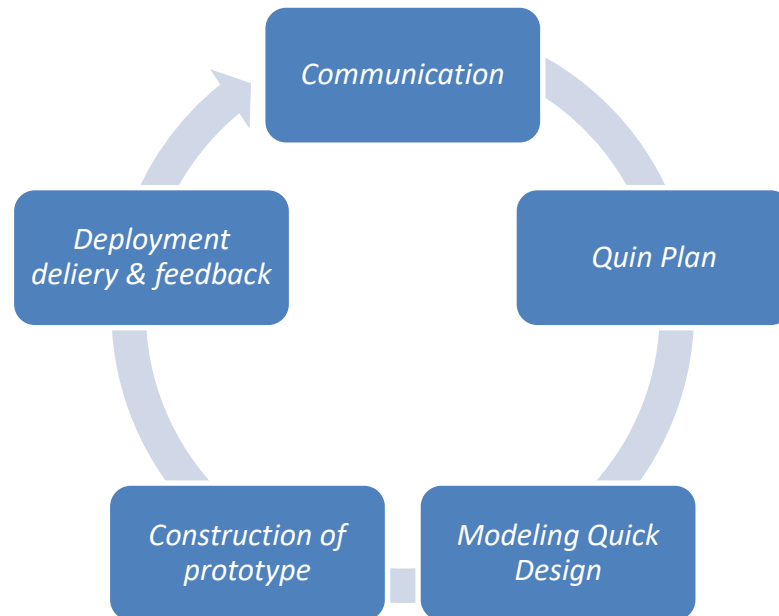 Communication
Quin Plan
Modeling Quick
Design
Construction of
prototype
Deployment
deliery & feedback